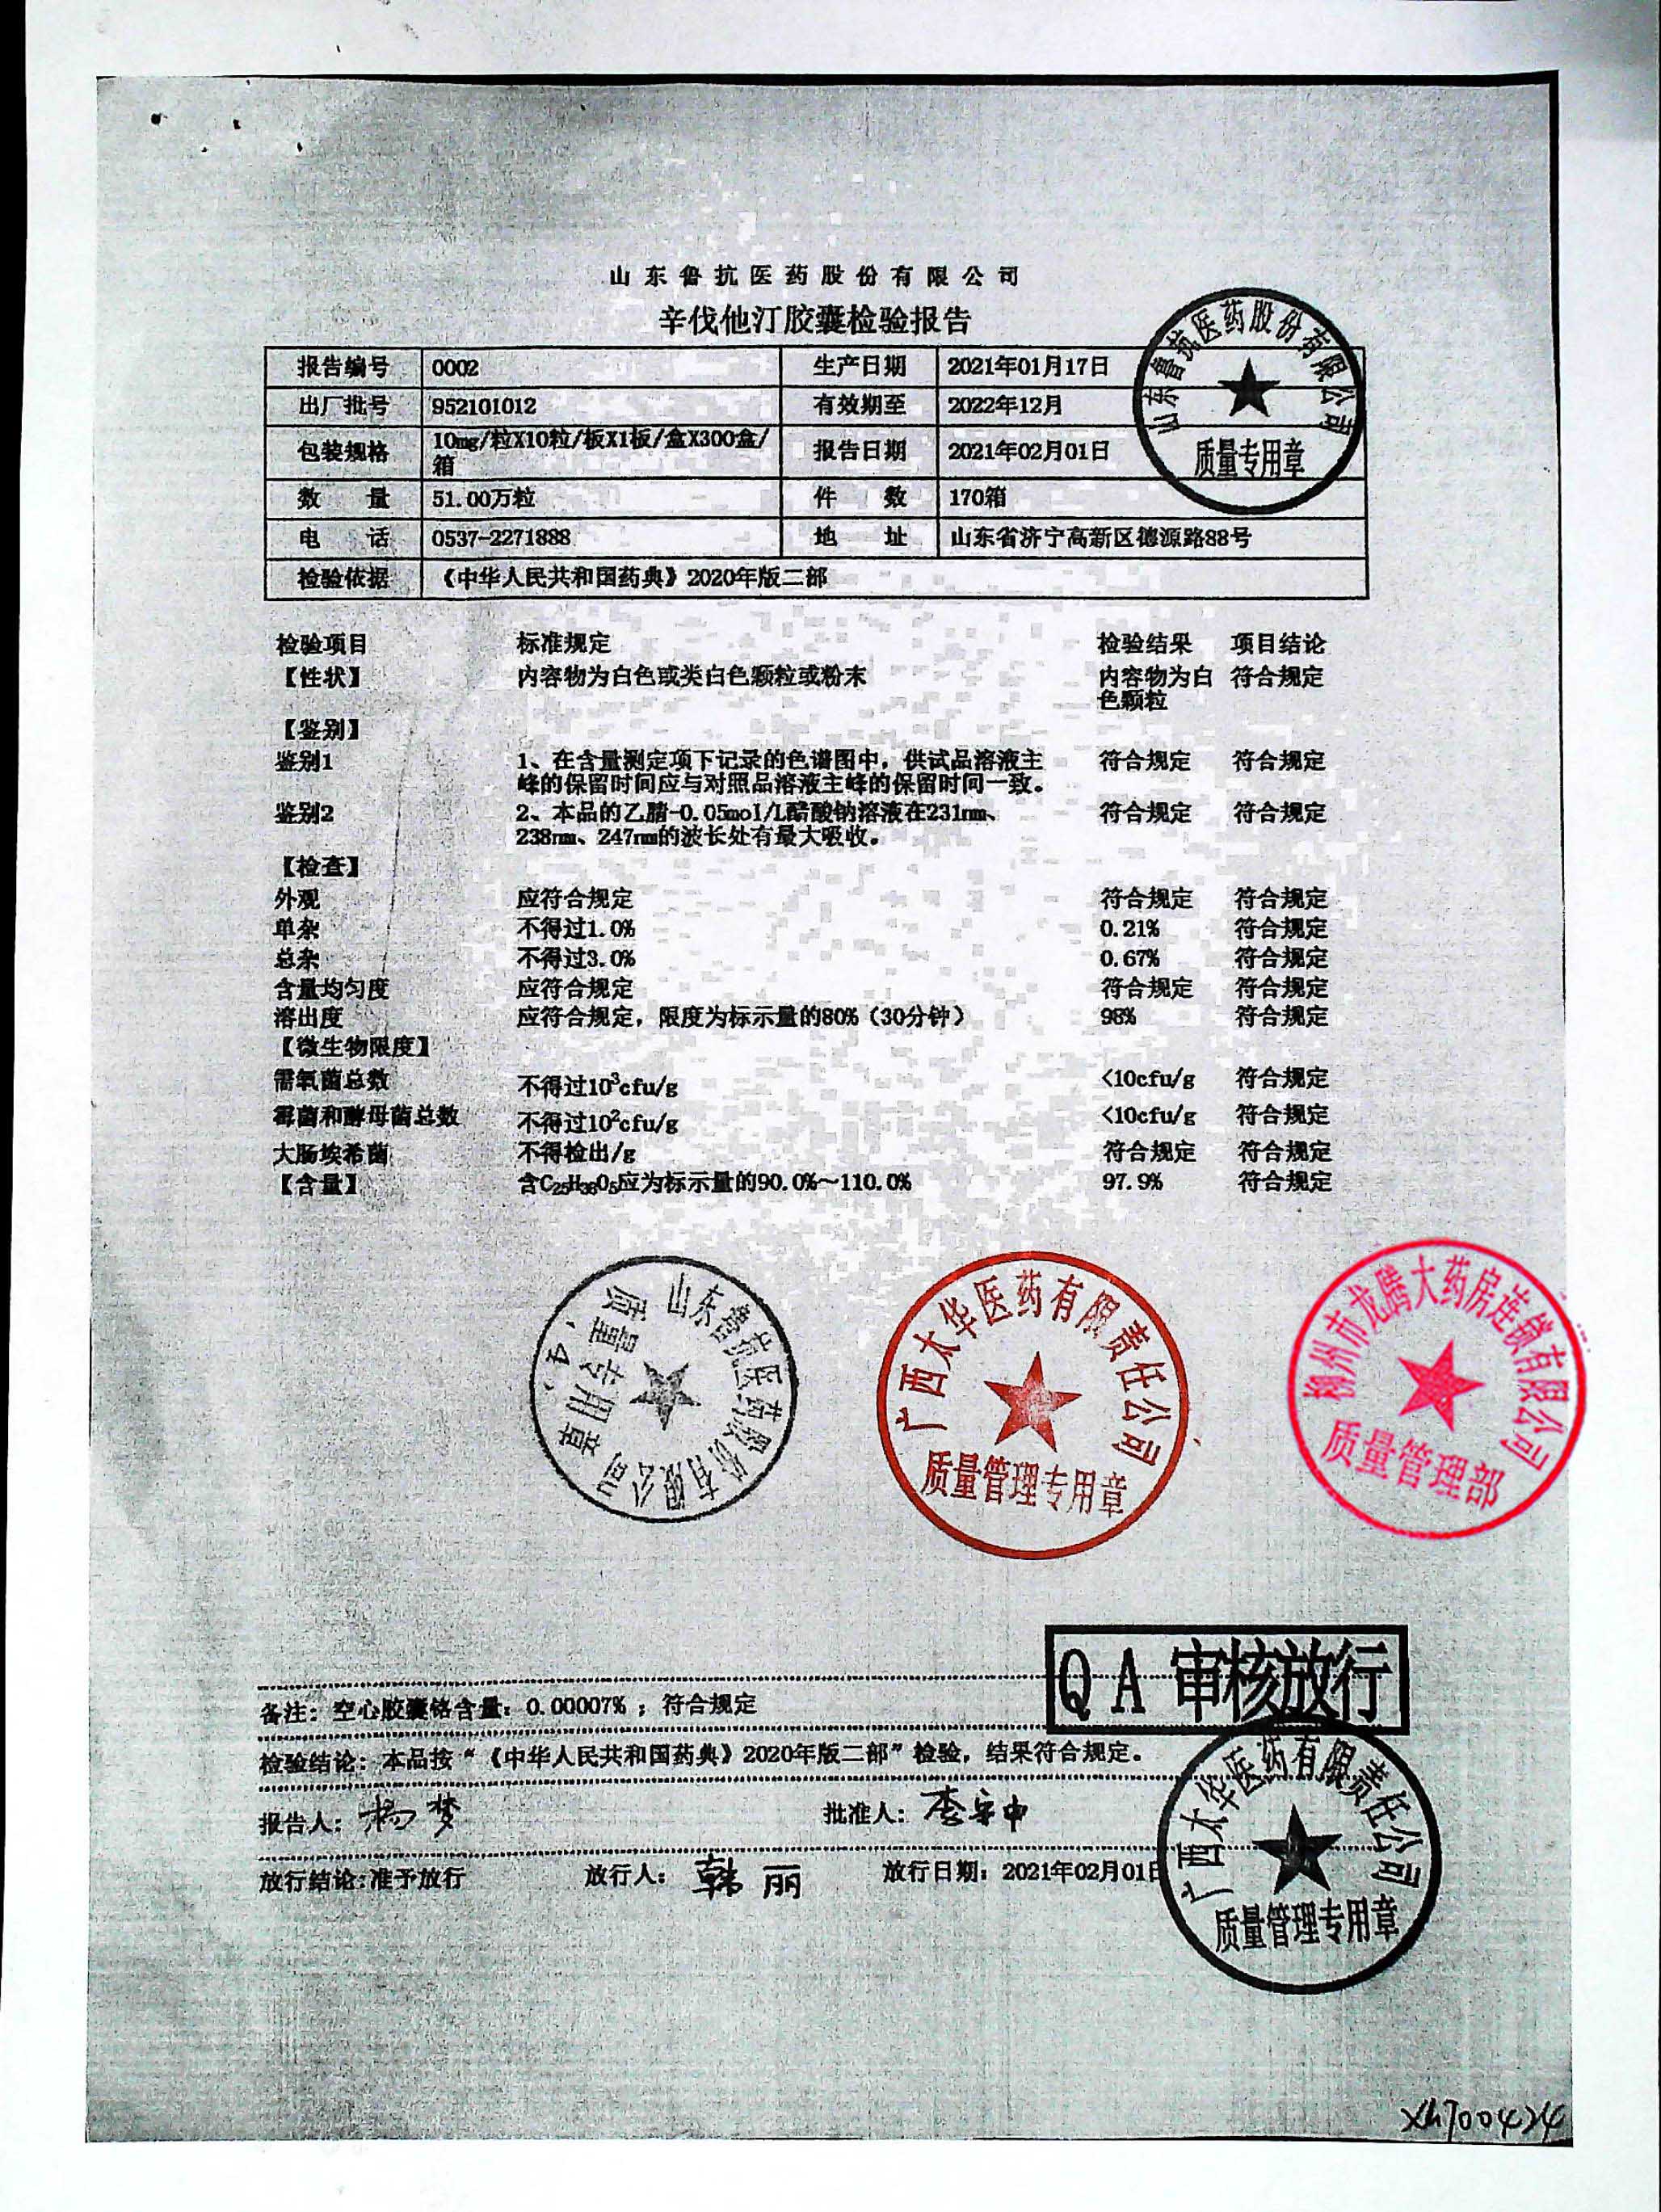 山东鲁抗医药股份有限公司
辛伐他汀胶囊检验报告
报告编号 0002 生产日期 2021年01月17日
出厂批号 952101012 有效期至 2022年12月
包装规格 10mg/粒X10粒/板X1板/盒X300盒/箱 报告日期 2021年02月01日
数 量 51.00万粒 件 数 170箱
电 话 0537-2271888 地 址 山东省济宁高新区德源路88号
检验依据 《中华人民共和国药典》2020年版二部
山东鲁抗医药股份有限公司
质量专用章
检验项目 标准规定 检验结果 项目结论
【性状】 内容物为白色或类白色颗粒或粉末 内容物为白色颗粒 符合规定
【鉴别】
鉴别1 1、在含量测定项下记录的色谱图中，供试品溶液主 符合规定 符合规定
峰的保留时间应与对照品溶液主峰的保留时间一致。
鉴别2 2、本品的乙腈-0.05mol/L醋酸钠溶液在231nm、 符合规定 符合规定
238nm、247nm的波长处有最大吸收。
【检查】
外观 应符合规定 符合规定 符合规定
单杂 不得过1.0% 0.21% 符合规定
总杂 不得过3.0% 0.67% 符合规定
含量均匀度 应符合规定 符合规定 符合规定
溶出度 应符合规定，限度为标示量的80%（30分钟） 98% 符合规定
【微生物限度】
需氧菌总数 不得过10³cfu/g <10cfu/g 符合规定
霉菌和酵母菌总数 不得过10²cfu/g <10cfu/g 符合规定
大肠埃希菌 不得检出/g 符合规定 符合规定
【含量】 含C25H38O5应为标示量的90.0%～110.0% 97.9% 符合规定
山东鲁抗医药股份有限公司
质量专用章
(4)
广西太华医药有限责任公司
质量管理专用章
柳州市龙腾大药房连锁有限公司
质量管理部
QA 审核放行
备注：空心胶囊铬含量：0.00007%；符合规定
检验结论：本品按“《中华人民共和国药典》2020年版二部”检验，结果符合规定。
报告人：杨梦 批准人：李宗中
放行结论：准予放行 放行人：韩丽 放行日期：2021年02月01日
广西太华医药有限责任公司
质量管理专用章